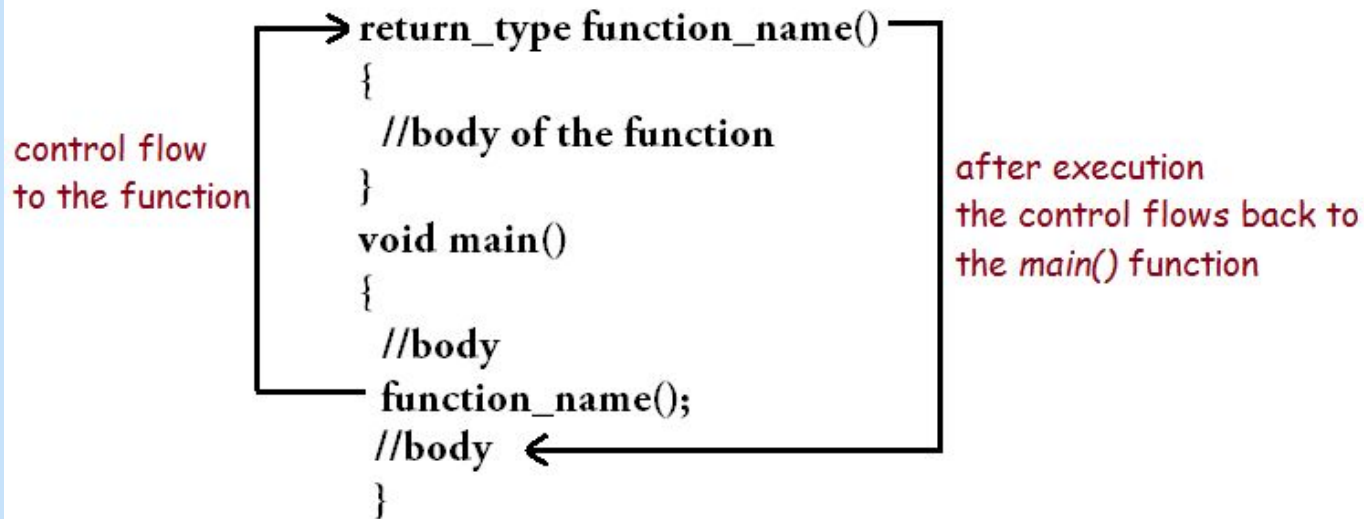 return_type function_name()
{
//body of the function
}
void main()
{
//body
function_name();
//body
}
control flow
to the function
after execution
the control flows back to
the main() function